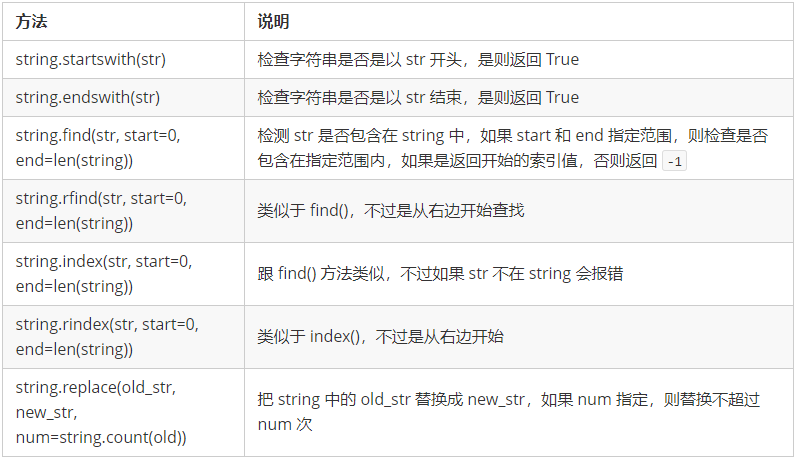 方法 说明
string.startswith(str) 检查字符串是否是以 str 开头，是则返回 True
string.endswith(str) 检查字符串是否是以 str 结束，是则返回 True
string.find(str, start=0,
end=len(string))
检测 str 是否包含在 string 中，如果 start 和 end 指定范围，则检查是否
包含在指定范围内，如果是返回开始的索引值，否则返回 -1
string.rfind(str, start=0,
end=len(string))
类似于 find()，不过是从右边开始查找
string.index(str, start=0,
end=len(string))
跟 find() 方法类似，不过如果 str 不在 string 会报错
string.rindex(str, start=0,
end=len(string))
类似于 index()，不过是从右边开始
string.replace(old_str,
new_str,
num=string.count(old))
把 string 中的 old_str 替换成 new_str，如果 num 指定，则替换不超过
num 次